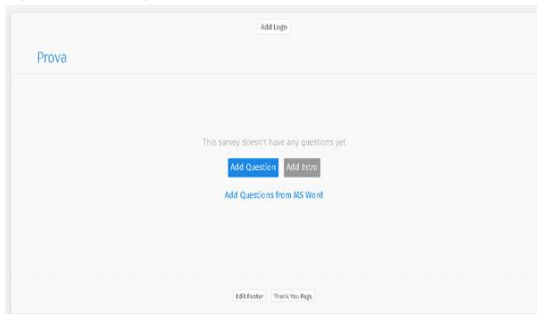 Add Logo
Prova
This survey doesn't have any questions yet
Add Question Add Intro
Add Questions from MS Word
Edit Footer Thank You Page